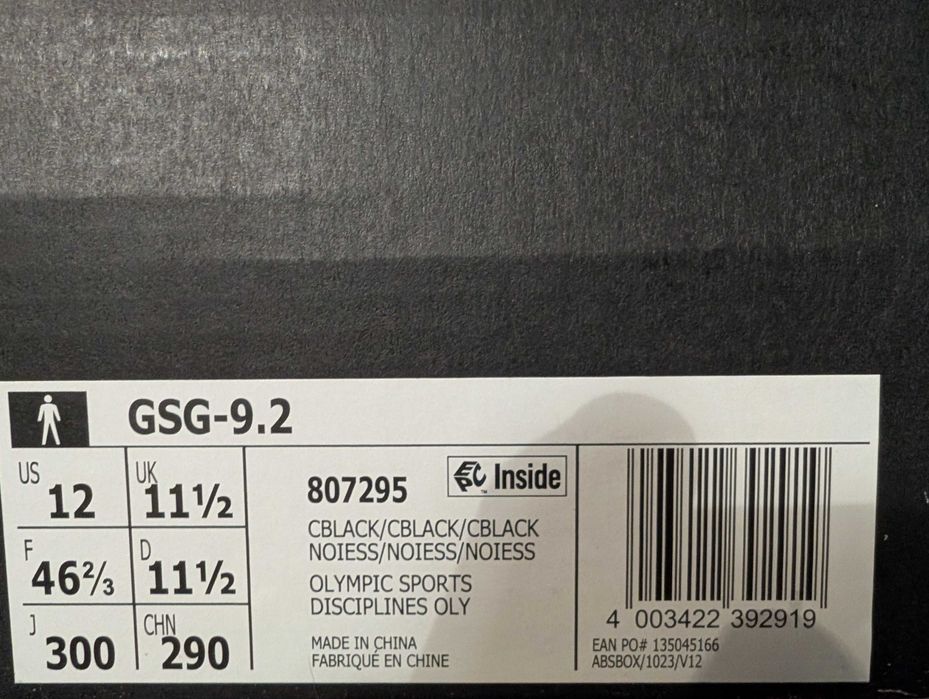 GSG-9.2
US 12
UK 11½
F 46⅔
D 11½
J 300
CHN 290
807295
EPC Inside
™
CBLACK/CBLACK/CBLACK
NOIESS/NOIESS/NOIESS
OLYMPIC SPORTS
DISCIPLINES OLY
MADE IN CHINA
FABRIQUÉ EN CHINE
4 003422 392919
EAN PO# 135045166
ABSBOX/1023/V12